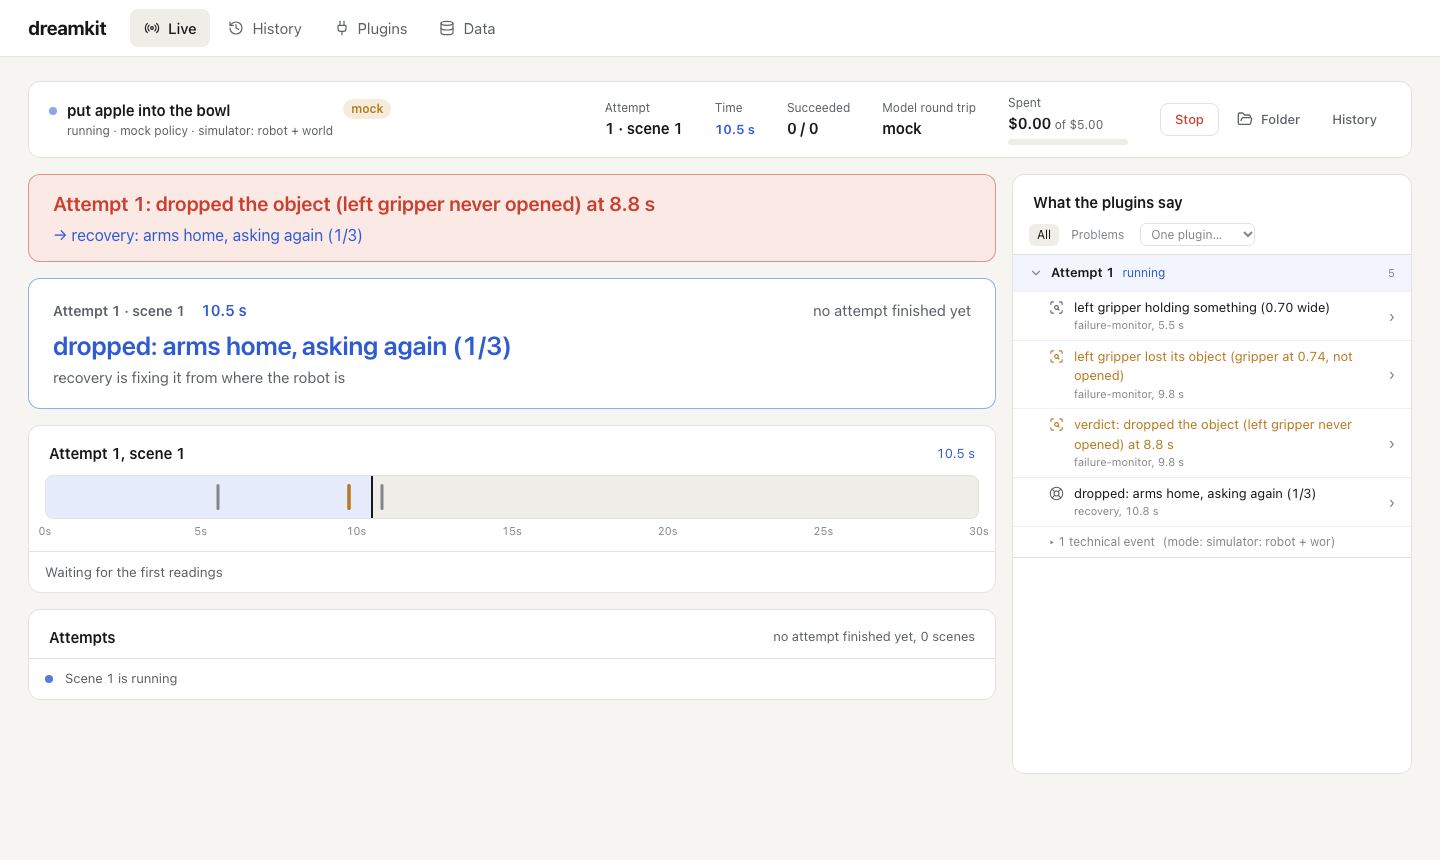 dreamkit
Live
History
Plugins
Data
put apple into the bowl
mock
running · mock policy · simulator: robot + world
Attempt
1 · scene 1
Time
10.5 s
Succeeded
0 / 0
Model round trip
mock
Spent
$0.00 of $5.00
Stop
Folder
History
Attempt 1: dropped the object (left gripper never opened) at 8.8 s
→ recovery: arms home, asking again (1/3)
Attempt 1 · scene 1 10.5 s
no attempt finished yet
dropped: arms home, asking again (1/3)
recovery is fixing it from where the robot is
Attempt 1, scene 1
10.5 s
0s 5s 10s 15s 20s 25s 30s
Waiting for the first readings
Attempts
no attempt finished yet, 0 scenes
Scene 1 is running
What the plugins say
All
Problems
One plugin...
Attempt 1 running
5
left gripper holding something (0.70 wide)
failure-monitor, 5.5 s
left gripper lost its object (gripper at 0.74, not
opened)
failure-monitor, 9.8 s
verdict: dropped the object (left gripper never
opened) at 8.8 s
failure-monitor, 9.8 s
dropped: arms home, asking again (1/3)
recovery, 10.8 s
1 technical event (mode: simulator: robot + wor)